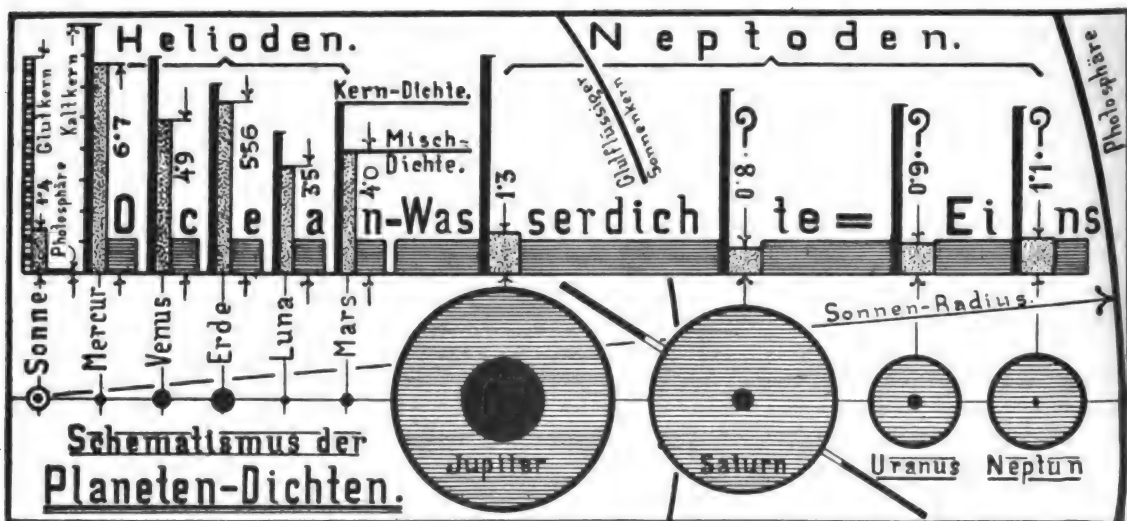 Helioden.
Neptoden.
Glutkern
Photosphäre
Kaltkern
1·4
6·7
4·9
5·56
3·5
4·0
Kern-Dichte.
Misch-
Dichte.
1·3
0·8·?
0·9·?
1·1·?
Glutflüssiger
Sonnenkern
Photosphäre
Ocean-Wasserdichte=Eins
Sonne
Mercur
Venus
Erde
Luna
Mars
Sonnen-Radius.
Jupiter
Saturn
Uranus
Neptun
Schematismus der
Planeten-Dichten.